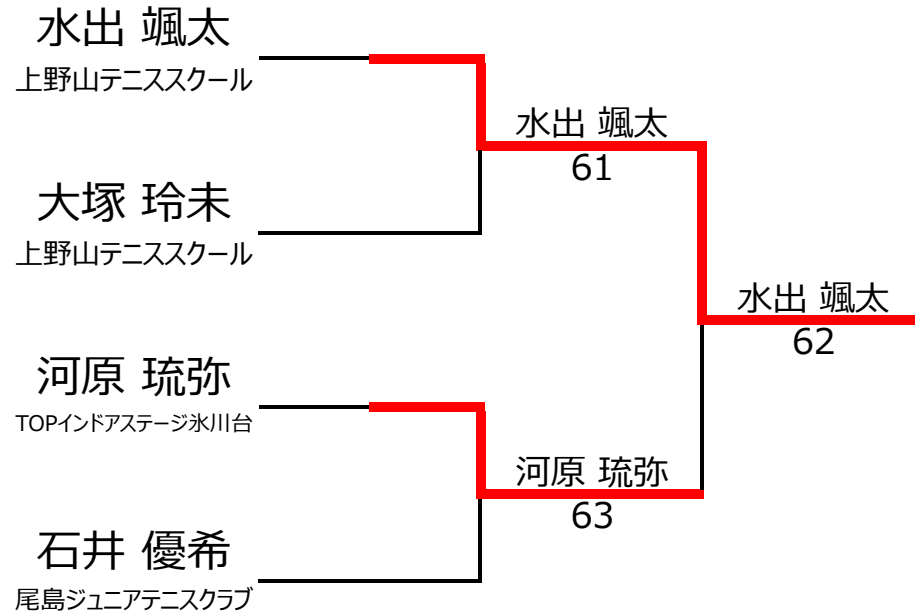 水出 颯太
上野山テニススクール
水出 颯太
61
大塚 玲未
上野山テニススクール
水出 颯太
62
河原 琉弥
TOPインドアステージ氷川台
河原 琉弥
63
石井 優希
尾島ジュニアテニスクラブ